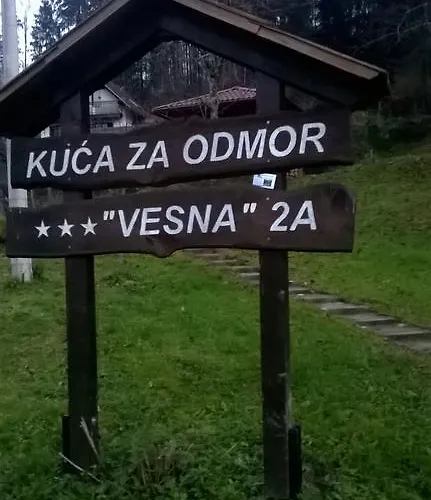 KUĆA ZA ODMOR
★★★ "VESNA" 2A